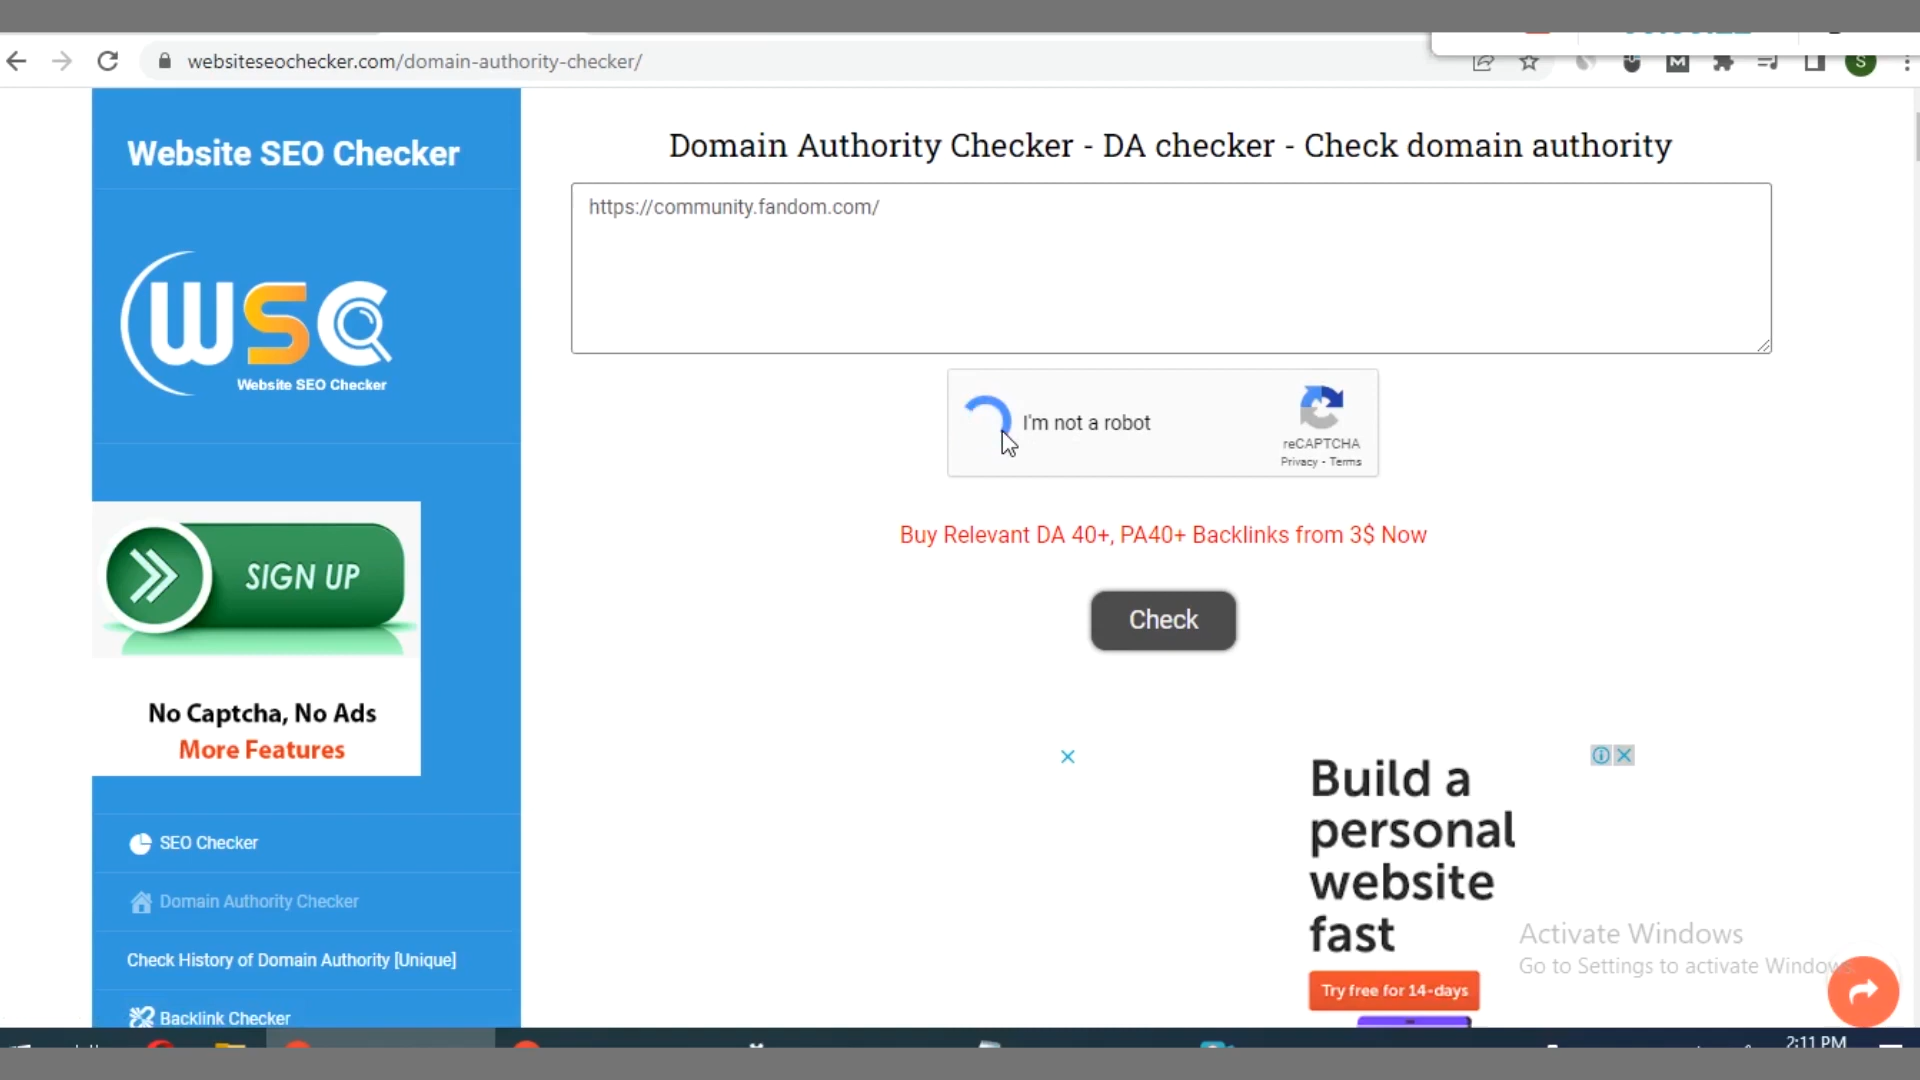 websiteseochecker.com/domain-authority-checker/
M
S
Website SEO Checker
Domain Authority Checker - DA checker - Check domain authority
https://community.fandom.com/
WSC
Website SEO Checker
I'm not a robot
reCAPTCHA
Privacy - Terms
Buy Relevant DA 40+, PA40+ Backlinks from 3$ Now
SIGN UP
Check
No Captcha, No Ads
More Features
Build a
personal
website
fast
Try free for 14-days
SEO Checker
Domain Authority Checker
Check History of Domain Authority [Unique]
Backlink Checker
Activate Windows
Go to Settings to activate Windows.
2:11 PM